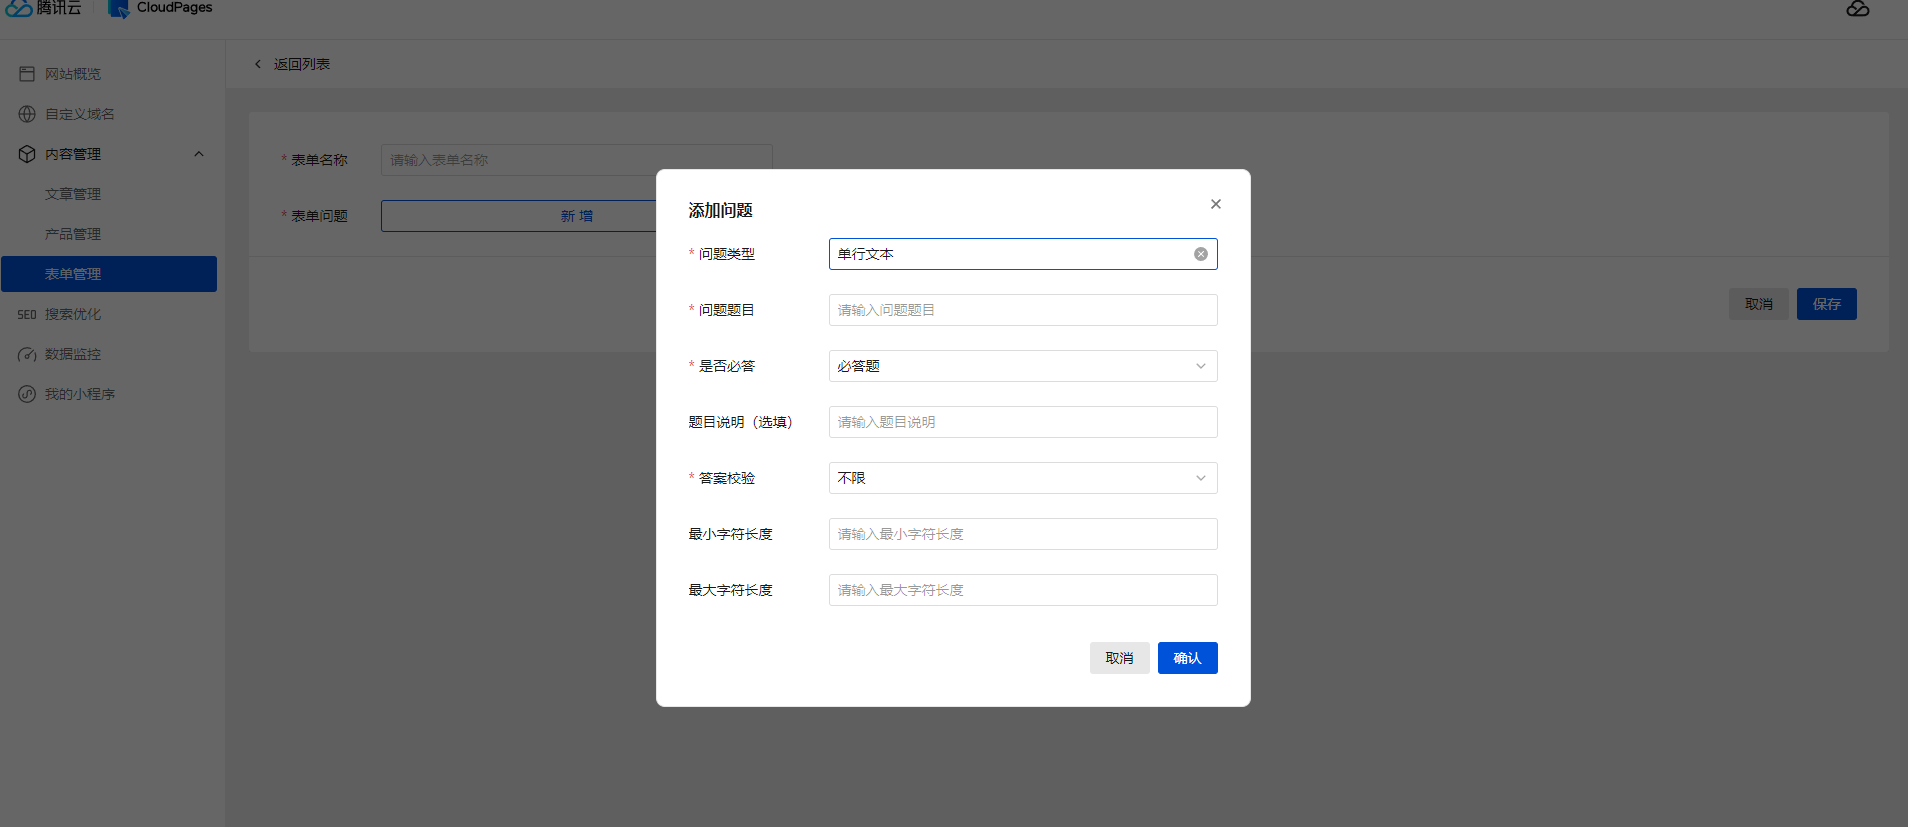 腾讯云 CloudPages
网站概览
自定义域名
内容管理
文章管理
产品管理
表单管理
SEO 搜索优化
数据监控
我的小程序
返回列表
* 表单名称 请输入表单名称
* 表单问题 新 增
取消 保存
添加问题
* 问题类型 单行文本
* 问题题目 请输入问题题目
* 是否必答 必答题
题目说明（选填） 请输入题目说明
* 答案校验 不限
最小字符长度 请输入最小字符长度
最大字符长度 请输入最大字符长度
取消 确认